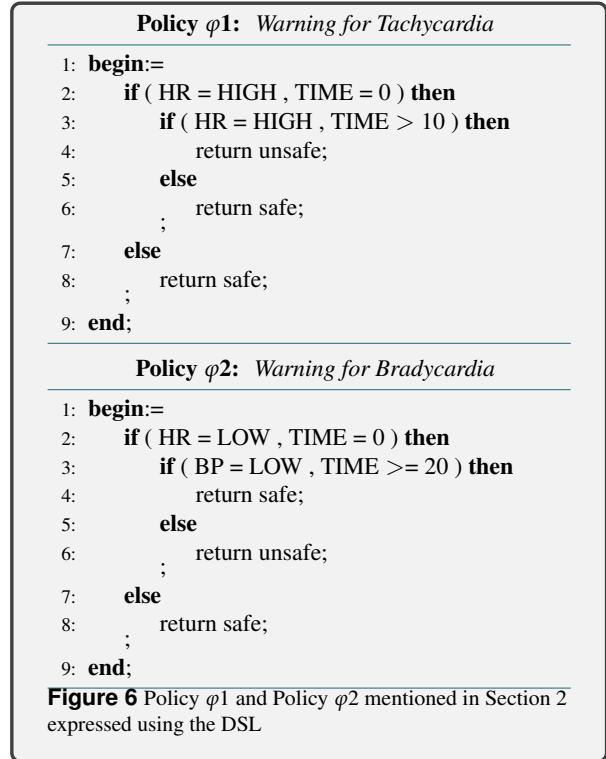 Policy φ1: Warning for Tachycardia
1: begin:=
2: if ( HR = HIGH , TIME = 0 ) then
3: if ( HR = HIGH , TIME > 10 ) then
4: return unsafe;
5: else
6: return safe;
;
7: else
8: return safe;
;
9: end;
Policy φ2: Warning for Bradycardia
1: begin:=
2: if ( HR = LOW , TIME = 0 ) then
3: if ( BP = LOW , TIME >= 20 ) then
4: return safe;
5: else
6: return unsafe;
;
7: else
8: return safe;
;
9: end;
Figure 6 Policy φ1 and Policy φ2 mentioned in Section 2
expressed using the DSL